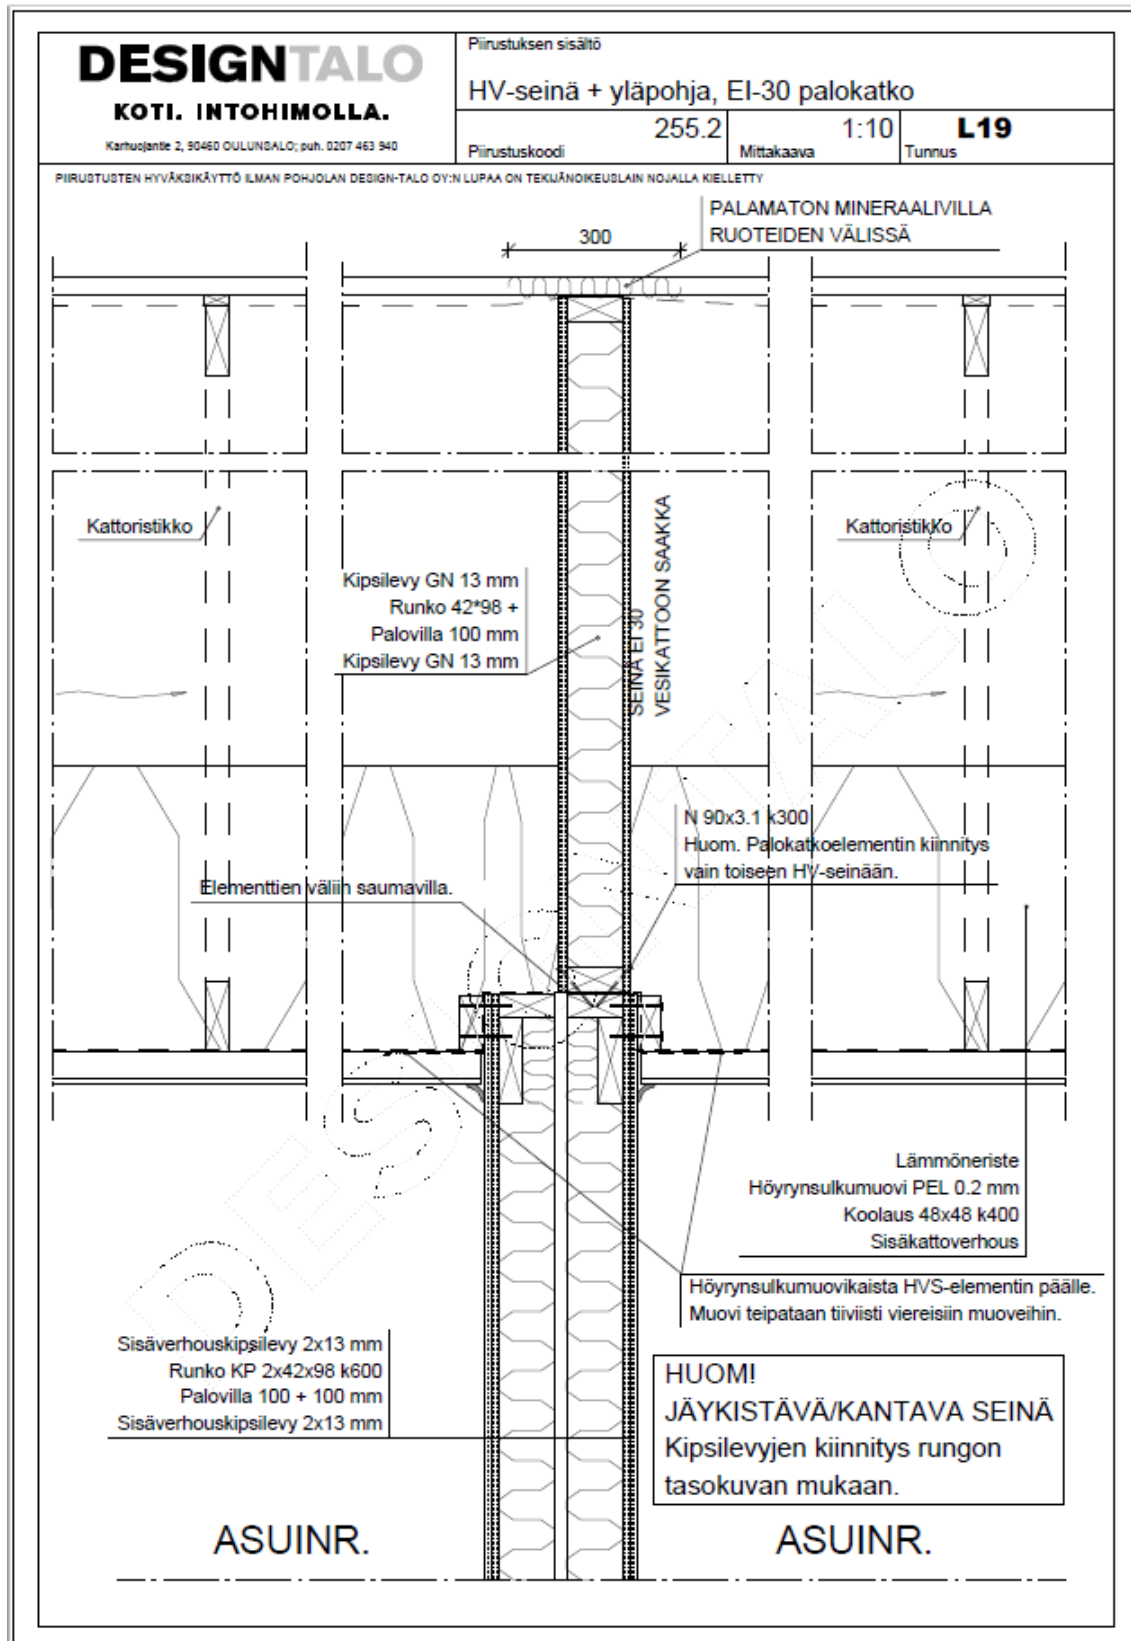 DESIGNTALO
KOTI. INTOHIMOLLA.
Karhuojantie 2, 90460 OULUNSALO; puh. 0207 463 940
Piirustuksen sisältö
HV-seinä + yläpohja, EI-30 palokatko
255.2
Piirustuskoodi
1:10
Mittakaava
L19
Tunnus
PIIRUSTUSTEN HYVÄKSIKÄYTTÖ ILMAN POHJOLAN DESIGN-TALO OY:N LUPAA ON TEKIJÄNOIKEUSLAIN NOJALLA KIELLETTY
PALAMATON MINERAALIVILLA
RUOTEIDEN VÄLISSÄ
300
Kattoristikko
Kattoristikko
Kipsilevy GN 13 mm
Runko 42*98 +
Palovilla 100 mm
Kipsilevy GN 13 mm
SEINÄ EI 30
VESIKATTOON SAAKKA
N 90x3.1 k300
Huom. Palokatkoelementin kiinnitys
vain toiseen HV-seinään.
Elementtien väliin saumavilla.
Lämmöneriste
Höyrynsulkumuovi PEL 0.2 mm
Koolaus 48x48 k400
Sisäkattoverhous
Höyrynsulkumuovikaista HVS-elementin päälle.
Muovi teipataan tiiviisti viereisiin muoveihin.
Sisäverhouskipsilevy 2x13 mm
Runko KP 2x42x98 k600
Palovilla 100 + 100 mm
Sisäverhouskipsilevy 2x13 mm
HUOM!
JÄYKISTÄVÄ/KANTAVA SEINÄ
Kipsilevyjen kiinnitys rungon
tasokuvan mukaan.
ASUINR.
ASUINR.
DESIGNTALO ©